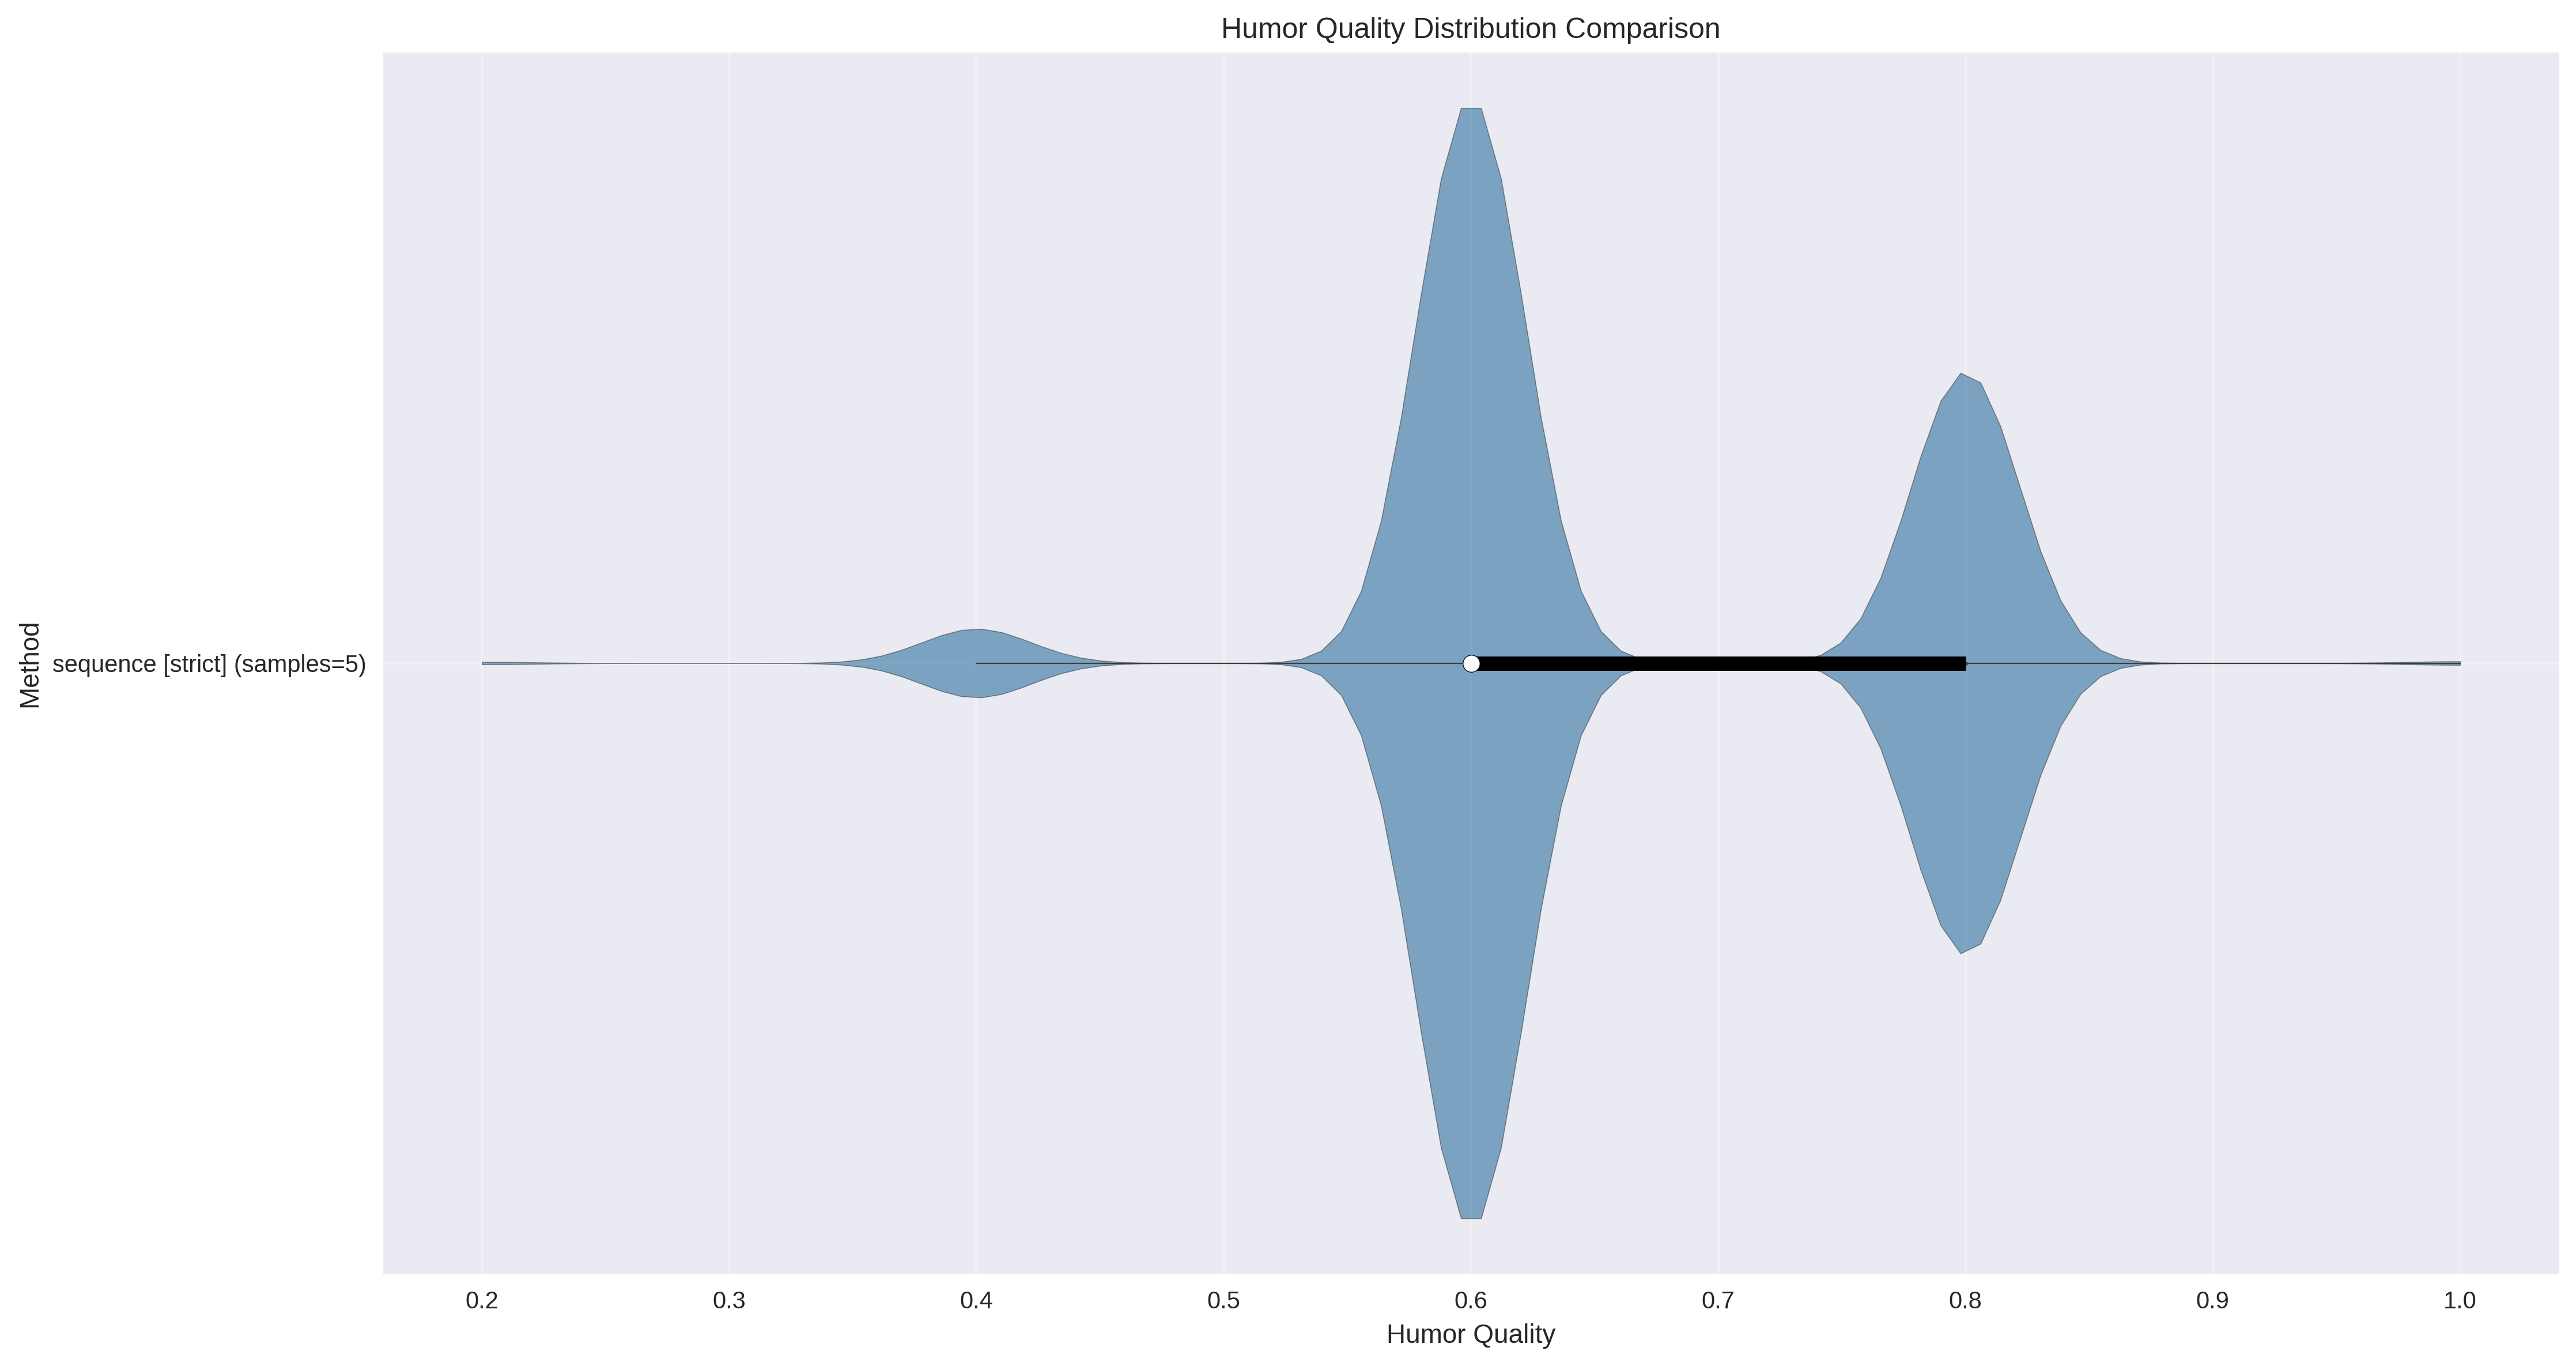 Humor Quality Distribution Comparison
Method
sequence [strict] (samples=5)
0.2 0.3 0.4 0.5 0.6 0.7 0.8 0.9 1.0
Humor Quality